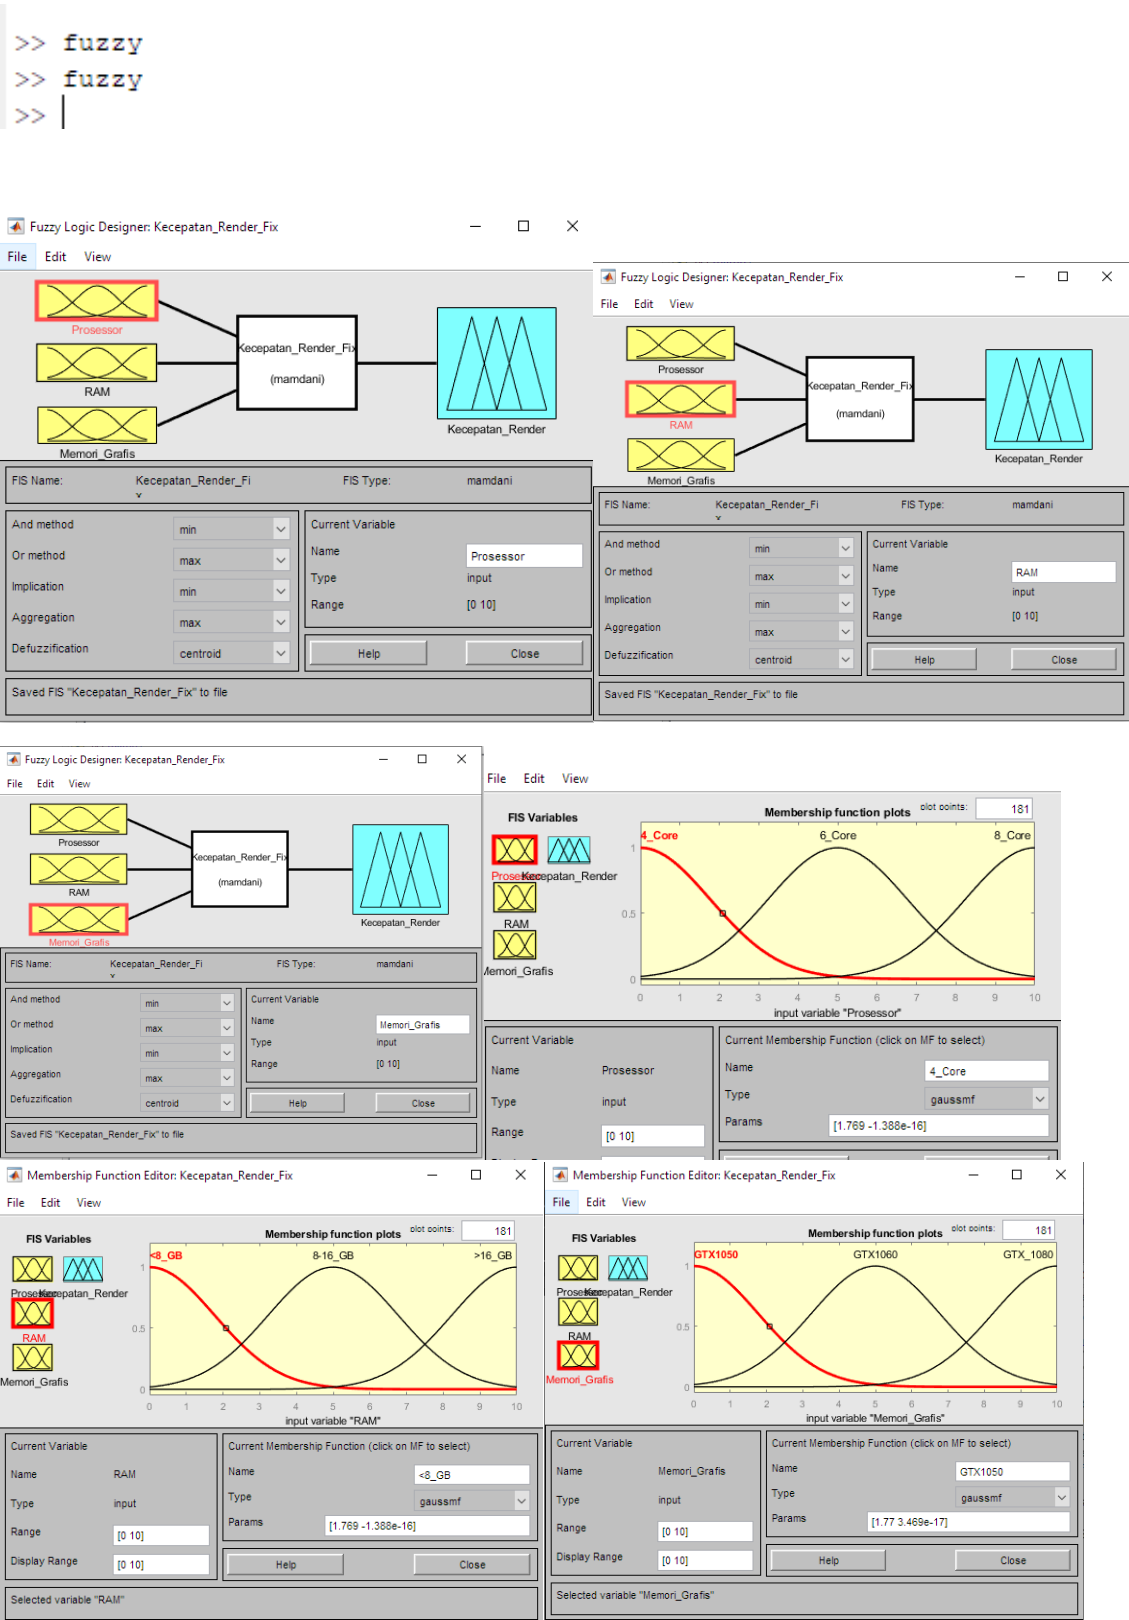 >> fuzzy
>> fuzzy
>>
Fuzzy Logic Designer: Kecepatan_Render_Fix
File Edit View
Prosessor
RAM
Memori_Grafis
Kecepatan_Render_Fix
(mamdani)
Kecepatan_Render
FIS Name: Kecepatan_Render_Fi
x
FIS Type: mamdani
And method min
Or method max
Implication min
Aggregation max
Defuzzification centroid
Current Variable
Name Prosessor
Type input
Range [0 10]
Help Close
Saved FIS "Kecepatan_Render_Fix" to file
Fuzzy Logic Designer: Kecepatan_Render_Fix
File Edit View
Prosessor
RAM
Memori_Grafis
Kecepatan_Render_Fix
(mamdani)
Kecepatan_Render
FIS Name: Kecepatan_Render_Fi
x
FIS Type: mamdani
And method min
Or method max
Implication min
Aggregation max
Defuzzification centroid
Current Variable
Name RAM
Type input
Range [0 10]
Help Close
Saved FIS "Kecepatan_Render_Fix" to file
Fuzzy Logic Designer: Kecepatan_Render_Fix
File Edit View
Prosessor
RAM
Memori_Grafis
Kecepatan_Render_Fix
(mamdani)
Kecepatan_Render
FIS Name: Kecepatan_Render_Fi
x
FIS Type: mamdani
And method min
Or method max
Implication min
Aggregation max
Defuzzification centroid
Current Variable
Name Memori_Grafis
Type input
Range [0 10]
Help Close
Saved FIS "Kecepatan_Render_Fix" to file
File Edit View
FIS Variables
Prosessor
Kecepatan_Render
RAM
Memori_Grafis
Membership function plots plot points: 181
4_Core 6_Core 8_Core
1
0.5
0
0 1 2 3 4 5 6 7 8 9 10
input variable "Prosessor"
Current Variable
Name Prosessor
Type input
Range [0 10]
Current Membership Function (click on MF to select)
Name 4_Core
Type gaussmf
Params [1.769 -1.388e-16]
Membership Function Editor: Kecepatan_Render_Fix
File Edit View
FIS Variables
Prosessor
Kecepatan_Render
RAM
Memori_Grafis
Membership function plots plot points: 181
<8_GB 8-16_GB >16_GB
1
0.5
0
0 1 2 3 4 5 6 7 8 9 10
input variable "RAM"
Current Variable
Name RAM
Type input
Range [0 10]
Display Range [0 10]
Current Membership Function (click on MF to select)
Name <8_GB
Type gaussmf
Params [1.769 -1.388e-16]
Help Close
Selected variable "RAM"
Membership Function Editor: Kecepatan_Render_Fix
File Edit View
FIS Variables
Prosessor
Kecepatan_Render
RAM
Memori_Grafis
Membership function plots plot points: 181
GTX1050 GTX1060 GTX_1080
1
0.5
0
0 1 2 3 4 5 6 7 8 9 10
input variable "Memori_Grafis"
Current Variable
Name Memori_Grafis
Type input
Range [0 10]
Display Range [0 10]
Current Membership Function (click on MF to select)
Name GTX1050
Type gaussmf
Params [1.77 3.469e-17]
Help Close
Selected variable "Memori_Grafis"